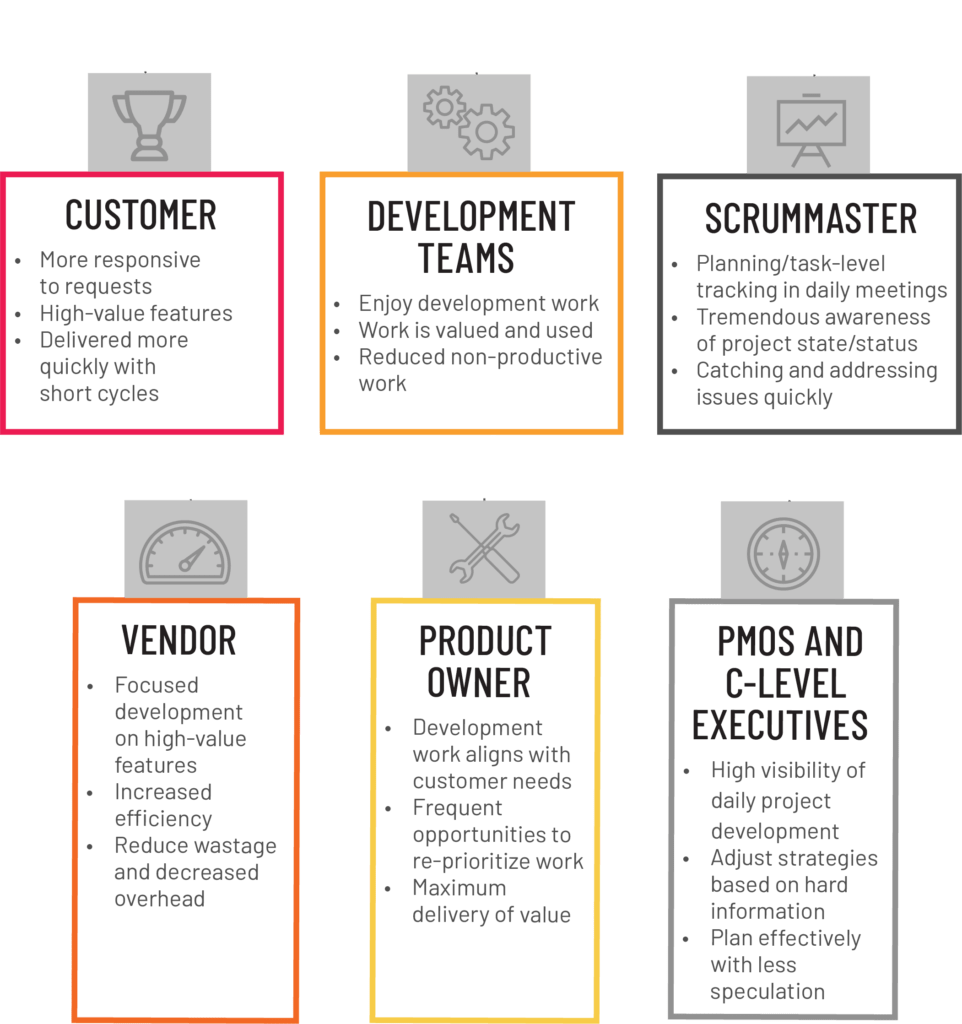 CUSTOMER
• More responsive
to requests
• High-value features
• Delivered more
quickly with
short cycles
DEVELOPMENT
TEAMS
• Enjoy development work
• Work is valued and used
• Reduced non-productive
work
SCRUMMASTER
• Planning/task-level
tracking in daily meetings
• Tremendous awareness
of project state/status
• Catching and addressing
issues quickly
VENDOR
• Focused
development
on high-value
features
• Increased
efficiency
• Reduce wastage
and decreased
overhead
PRODUCT
OWNER
• Development
work aligns with
customer needs
• Frequent
opportunities to
re-prioritize work
• Maximum
delivery of value
PMOS AND
C-LEVEL
EXECUTIVES
• High visibility of
daily project
development
• Adjust strategies
based on hard
information
• Plan effectively
with less
speculation